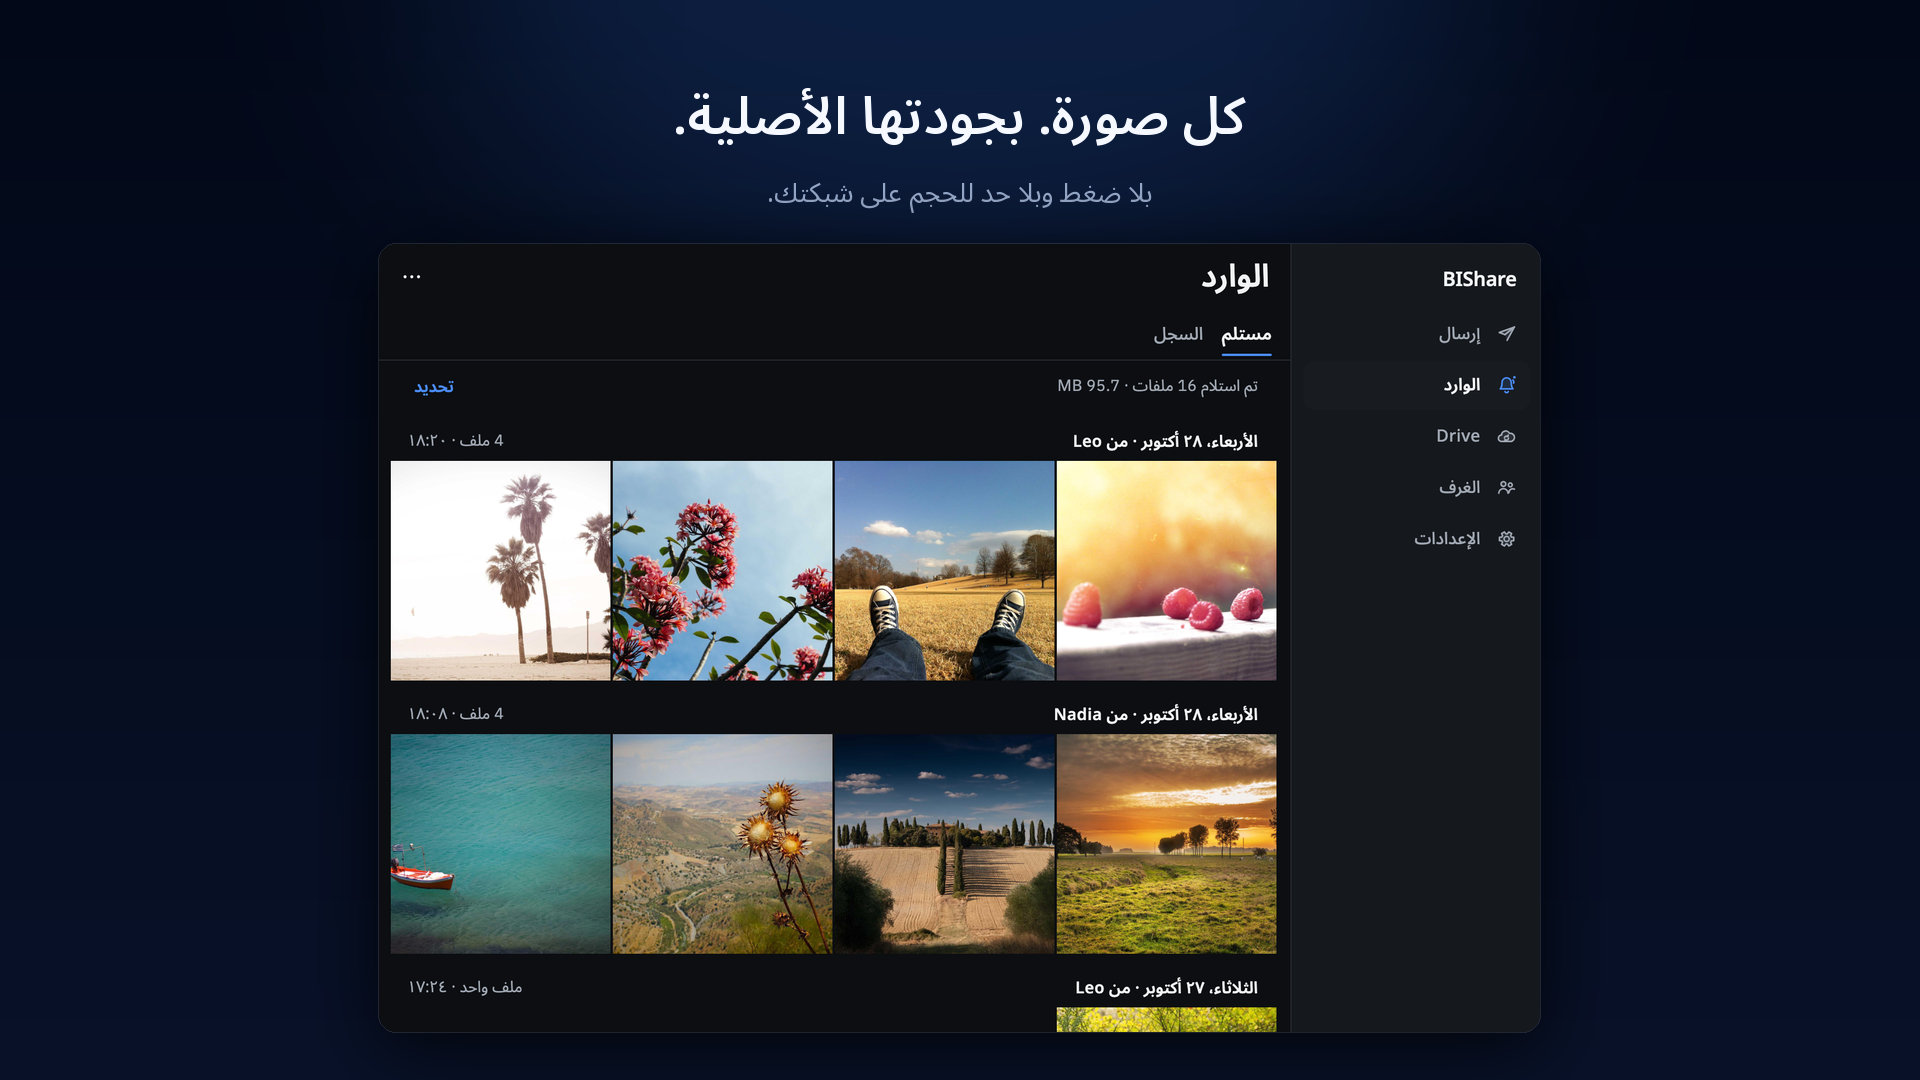 كل صورة. بجودتها الأصلية.
بلا ضغط وبلا حد للحجم على شبكتك.
BIShare
إرسال
الوارد
Drive
الغرف
الإعدادات
الوارد
مستلم السجل
تم استلام 16 ملفات · 95.7 MB
تحديد
الأربعاء، ٢٨ أكتوبر · من Leo
4 ملف · ١٨:٢٠
الأربعاء، ٢٨ أكتوبر · من Nadia
4 ملف · ١٨:٠٨
الثلاثاء، ٢٧ أكتوبر · من Leo
ملف واحد · ١٧:٢٤